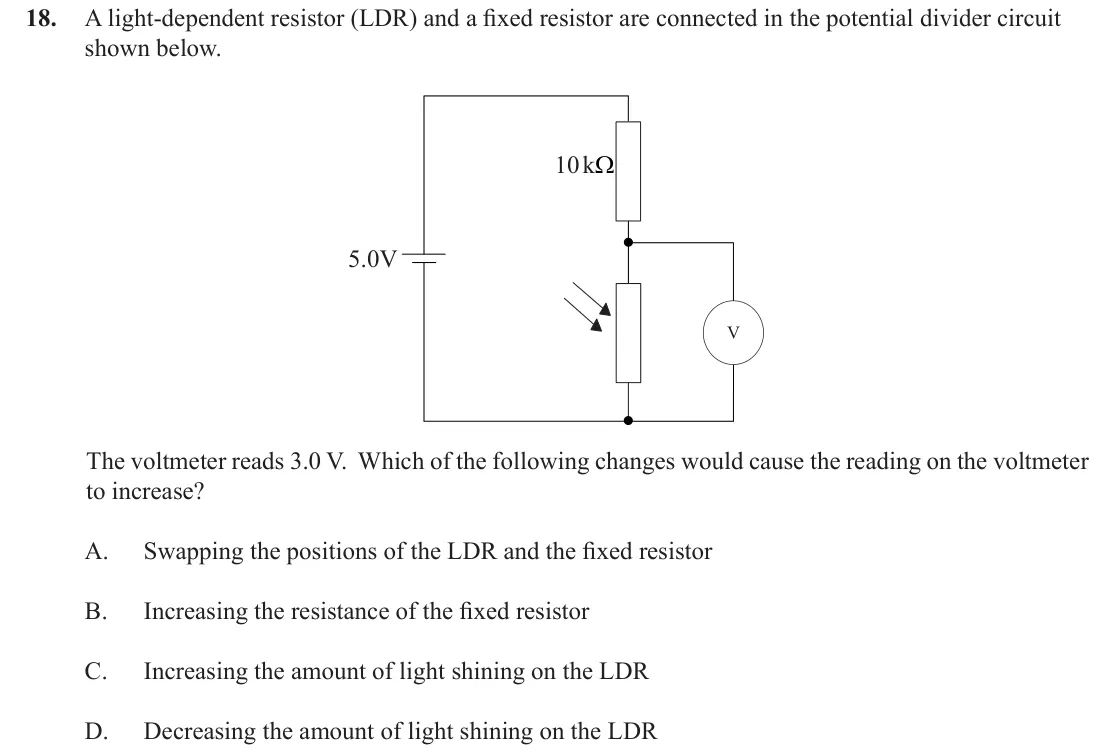 18. A light-dependent resistor (LDR) and a fixed resistor are connected in the potential divider circuit
shown below.
10 kΩ
5.0V
V
The voltmeter reads 3.0 V. Which of the following changes would cause the reading on the voltmeter
to increase?
A. Swapping the positions of the LDR and the fixed resistor
B. Increasing the resistance of the fixed resistor
C. Increasing the amount of light shining on the LDR
D. Decreasing the amount of light shining on the LDR